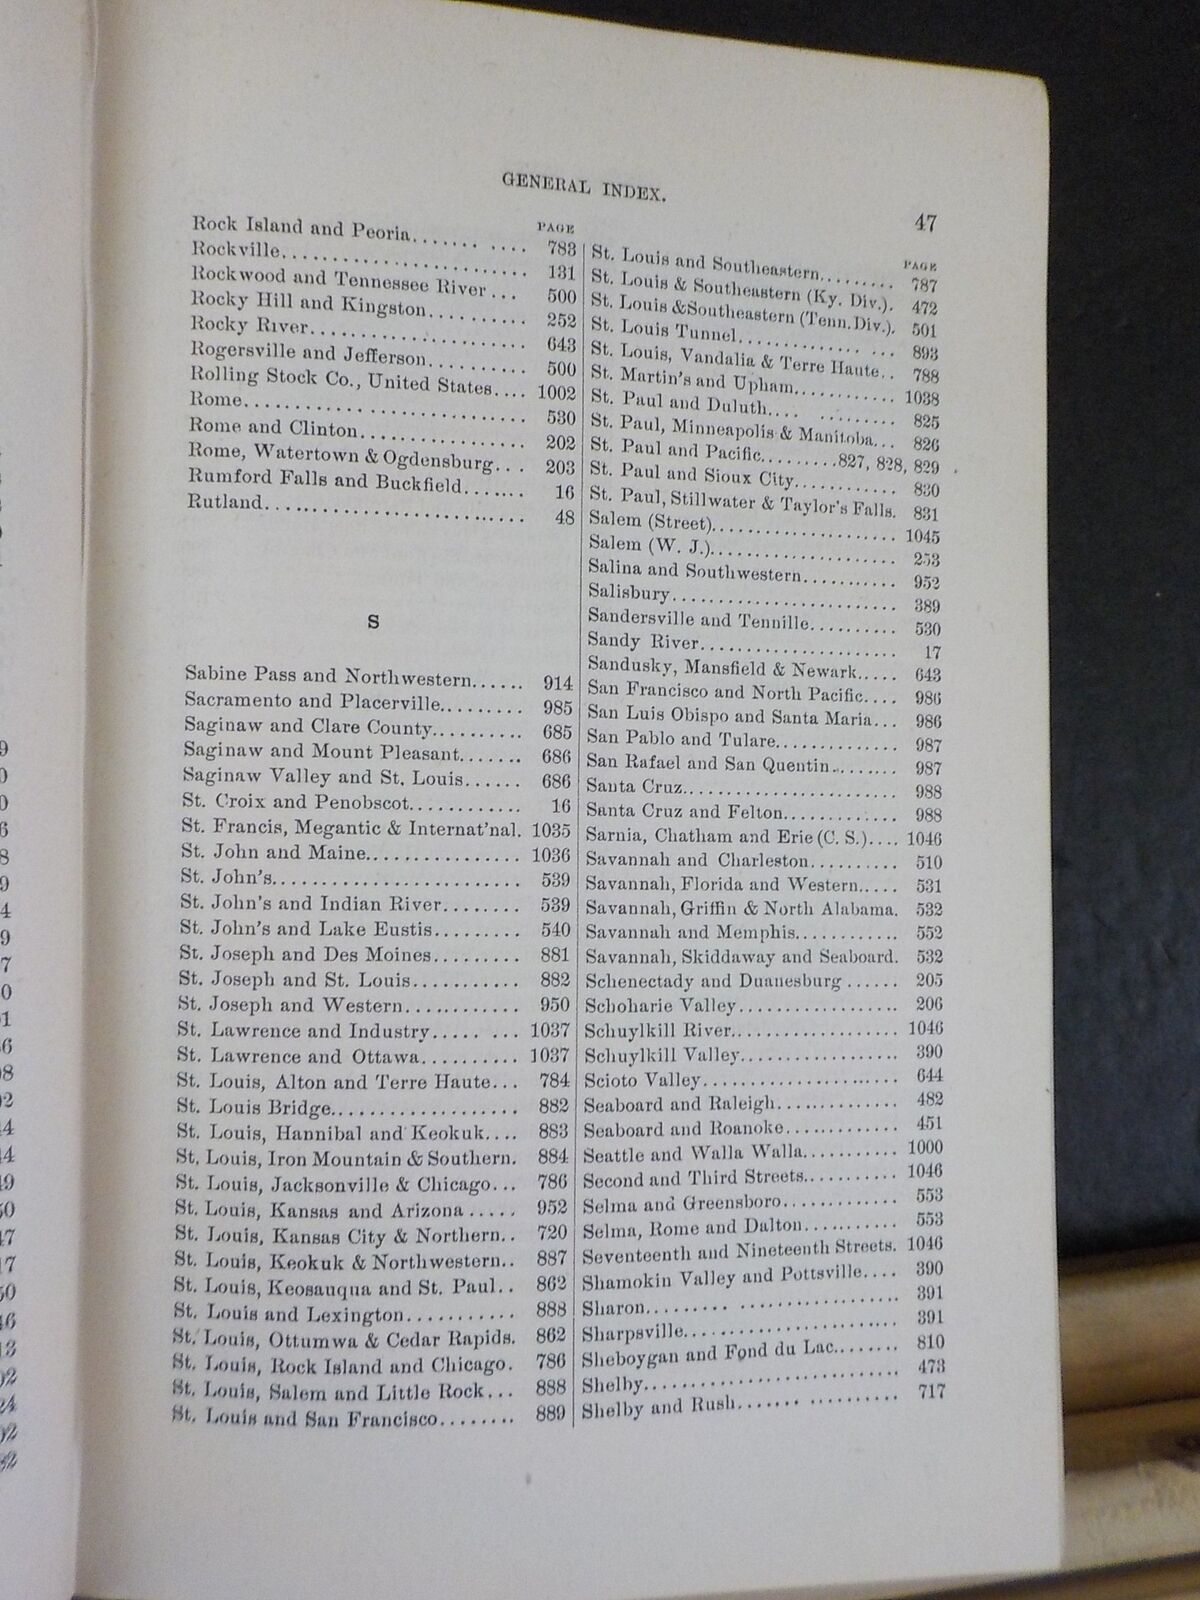 GENERAL INDEX.
47
PAGE
Rock Island and Peoria....... .... 783
Rockville........................ 131
Rockwood and Tennessee River... 500
Rocky Hill and Kingston.......... 252
Rocky River..................... 643
Rogersville and Jefferson.......... 500
Rolling Stock Co., United States.... 1002
Rome........................... 530
Rome and Clinton................ 202
Rome, Watertown & Ogdensburg... 203
Rumford Falls and Buckfield....... 16
Rutland......................... 48
S
Sabine Pass and Northwestern...... 914
Sacramento and Placerville......... 985
Saginaw and Clare County.......... 685
Saginaw and Mount Pleasant....... 686
Saginaw Valley and St. Louis...... 686
St. Croix and Penobscot............ 16
St. Francis, Megantic & Internat'nal. 1035
St. John and Maine................ 1036
St. John's........................ 539
St. John's and Indian River........ 539
St. John's and Lake Eustis......... 540
St. Joseph and Des Moines......... 881
St. Joseph and St. Louis........... 882
St. Joseph and Western............ 950
St. Lawrence and Industry..... ... 1037
St. Lawrence and Ottawa.......... 1037
St. Louis, Alton and Terre Haute... 784
St. Louis Bridge................... 882
St. Louis, Hannibal and Keokuk.... 883
St. Louis, Iron Mountain & Southern. 884
St. Louis, Jacksonville & Chicago... 786
St. Louis, Kansas and Arizona..... 952
St. Louis, Kansas City & Northern.. 720
St. Louis, Keokuk & Northwestern.. 887
St. Louis, Keosauqua and St. Paul.. 862
St. Louis and Lexington........... 888
St. Louis, Ottumwa & Cedar Rapids. 862
St. Louis, Rock Island and Chicago. 786
St. Louis, Salem and Little Rock... 888
St. Louis and San Francisco........ 889
PAGE
St. Louis and Southeastern......... 787
St. Louis & Southeastern (Ky. Div.). 472
St. Louis &Southeastern (Tenn.Div.). 501
St. Louis Tunnel.............. ... 893
St. Louis, Vandalia & Terre Haute.. 788
St. Martin's and Upham............ 1038
St. Paul and Duluth.... ......... 825
St. Paul, Minneapolis & Manitoba... 826
St. Paul and Pacific.........827, 828, 829
St. Paul and Sioux City............ 830
St. Paul, Stillwater & Taylor's Falls. 831
Salem (Street)..................... 1045
Salem (W. J.)..................... 253
Salina and Southwestern........... 952
Salisbury......................... 389
Sandersville and Tennille.......... 530
Sandy River...................... 17
Sandusky, Mansfield & Newark..... 643
San Francisco and North Pacific.... 986
San Luis Obispo and Santa Maria... 986
San Pablo and Tulare............. 987
San Rafael and San Quentin........ 987
Santa Cruz....................... 988
Santa Cruz and Felton............. 988
Sarnia, Chatham and Erie (C. S.).... 1046
Savannah and Charleston.......... 510
Savannah, Florida and Western..... 531
Savannah, Griffin & North Alabama. 532
Savannah and Memphis............ 552
Savannah, Skiddaway and Seaboard. 532
Schenectady and Duanesburg...... 205
Schoharie Valley.................. 206
Schuylkill River.................. 1046
Schuylkill Valley.................. 390
Scioto Valley..................... 644
Seaboard and Raleigh............. 482
Seaboard and Roanoke............ 451
Seattle and Walla Walla........... 1000
Second and Third Streets.......... 1046
Selma and Greensboro............ 553
Selma, Rome and Dalton.......... 553
Seventeenth and Nineteenth Streets. 1046
Shamokin Valley and Pottsville.... 390
Sharon......... ................ 391
Sharpsville....................... 391
Sheboygan and Fond du Lac........ 810
Shelby.......................... 473
Shelby and Rush....... .......... 717